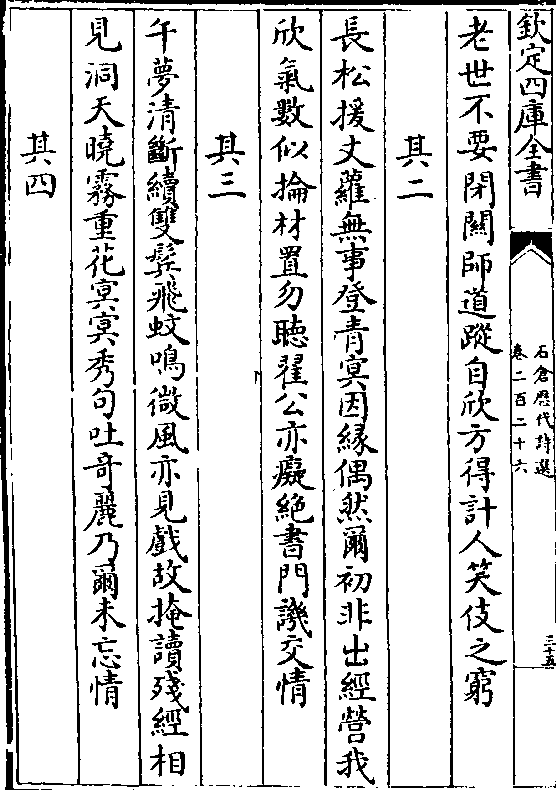 欽定四庫全書
石倉歷代詩選
卷二百二十六
三十五
老世不要閉關師道蹤自欣方得計人笑伎之窮
其二
長松援丈蘿無事登青冥因緣偶然爾初非出經營我
欣氣數似掄材置勿聽翟公亦癡絶書門譏交情
其三
午夢清斷續雙鬂飛蚊鳴微風亦見戲故掩讀殘經相
見洞天曉霧重花冥冥秀句吐竒麗乃爾未忘情
其四